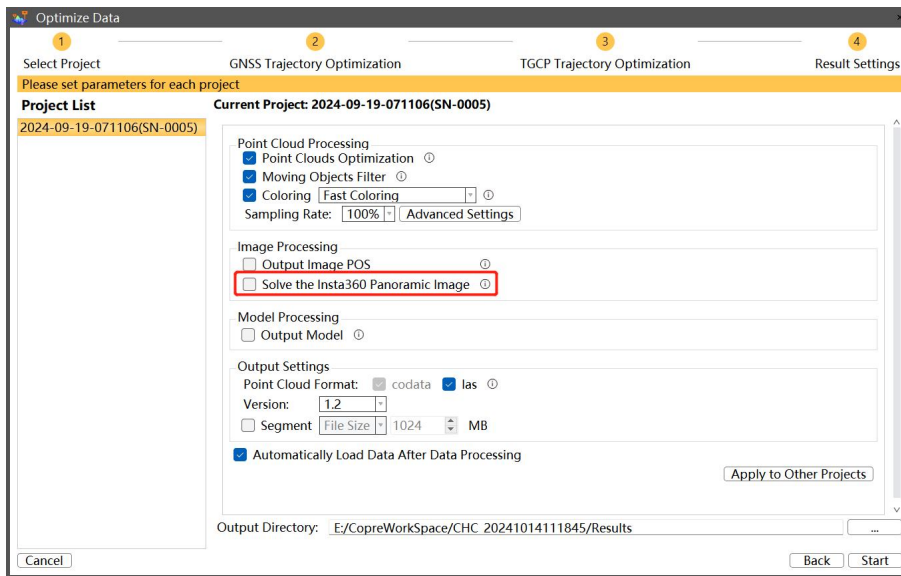 Optimize Data
1 2 3 4
Select Project GNSS Trajectory Optimization TGCP Trajectory Optimization Result Settings
Please set parameters for each project
Project List Current Project: 2024-09-19-071106(SN-0005)
2024-09-19-071106(SN-0005)
Point Cloud Processing
Point Clouds Optimization
Moving Objects Filter
Coloring Fast Coloring
Sampling Rate: 100% Advanced Settings
Image Processing
Output Image POS
Solve the Insta360 Panoramic Image
Model Processing
Output Model
Output Settings
Point Cloud Format: codata las
Version: 1.2
Segment File Size 1024 MB
Automatically Load Data After Data Processing
Apply to Other Projects
Output Directory: E:/CopreWorkSpace/CHC_20241014111845/Results ...
Cancel Back Start